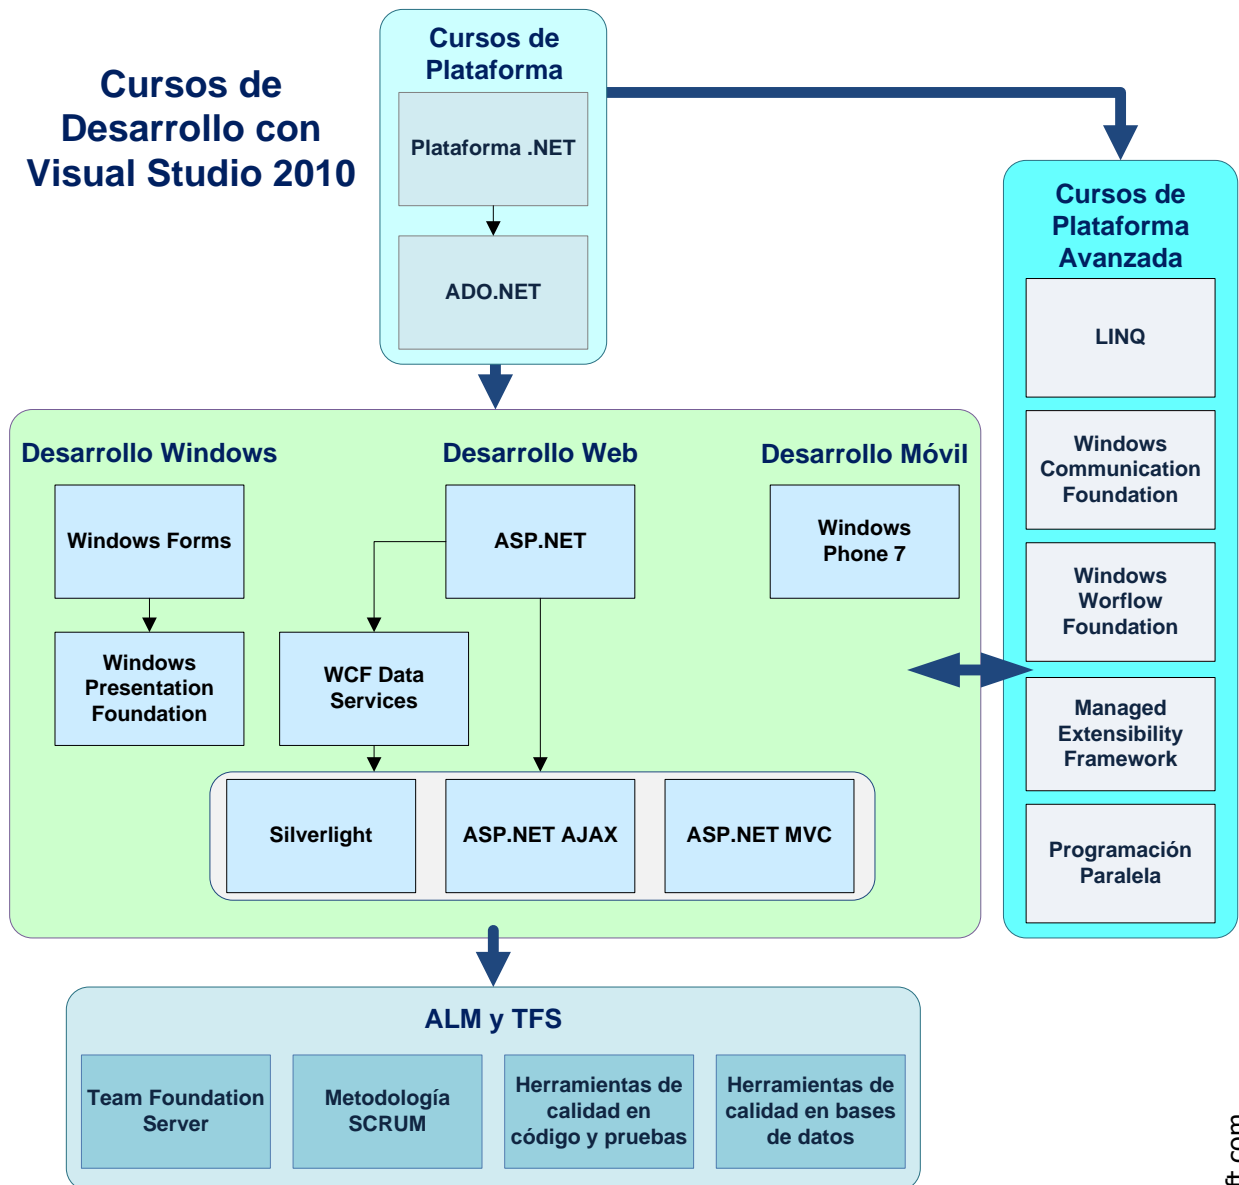 Cursos de
Desarrollo con
Visual Studio 2010
Cursos de
Plataforma
Plataforma .NET
ADO.NET
Cursos de
Plataforma
Avanzada
LINQ
Windows
Communication
Foundation
Windows
Worflow
Foundation
Managed
Extensibility
Framework
Programación
Paralela
Desarrollo Windows
Desarrollo Web
Desarrollo Móvil
Windows Forms
ASP.NET
Windows
Phone 7
Windows
Presentation
Foundation
WCF Data
Services
Silverlight
ASP.NET AJAX
ASP.NET MVC
ALM y TFS
Team Foundation
Server
Metodología
SCRUM
Herramientas de
calidad en
código y pruebas
Herramientas de
calidad en bases
de datos
ft.com